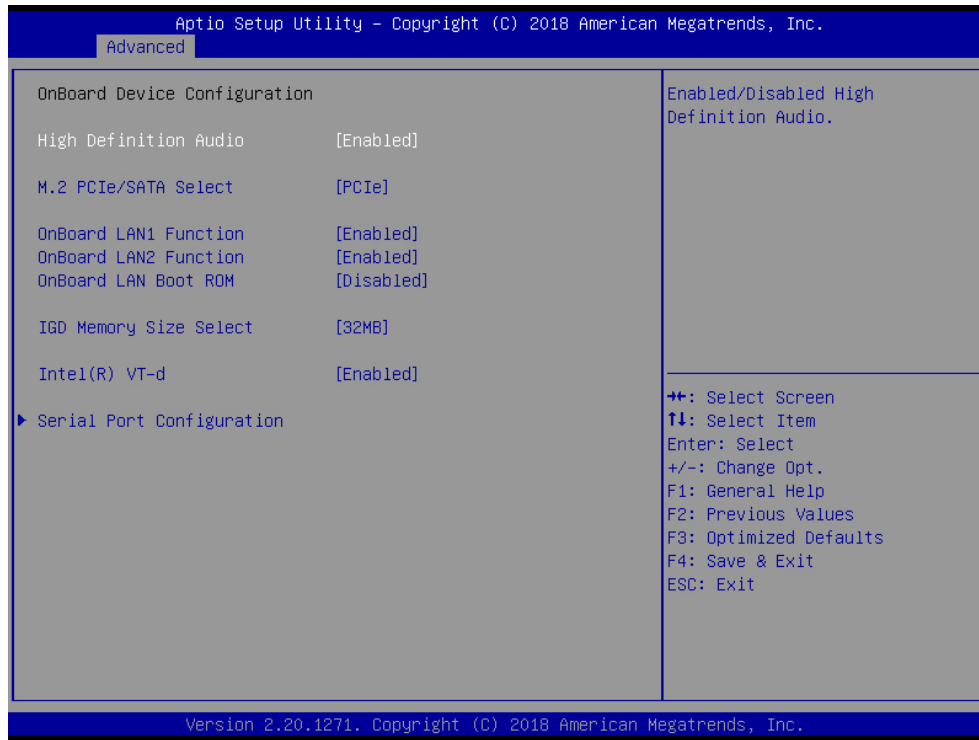 Aptio Setup Utility – Copyright (C) 2018 American Megatrends, Inc.
Advanced
OnBoard Device Configuration
High Definition Audio [Enabled]
M.2 PCIe/SATA Select [PCIe]
OnBoard LAN1 Function [Enabled]
OnBoard LAN2 Function [Enabled]
OnBoard LAN Boot ROM [Disabled]
IGD Memory Size Select [32MB]
Intel(R) VT-d [Enabled]
▶ Serial Port Configuration
Enabled/Disabled High
Definition Audio.
→←: Select Screen
↑↓: Select Item
Enter: Select
+/-: Change Opt.
F1: General Help
F2: Previous Values
F3: Optimized Defaults
F4: Save & Exit
ESC: Exit
Version 2.20.1271. Copyright (C) 2018 American Megatrends, Inc.